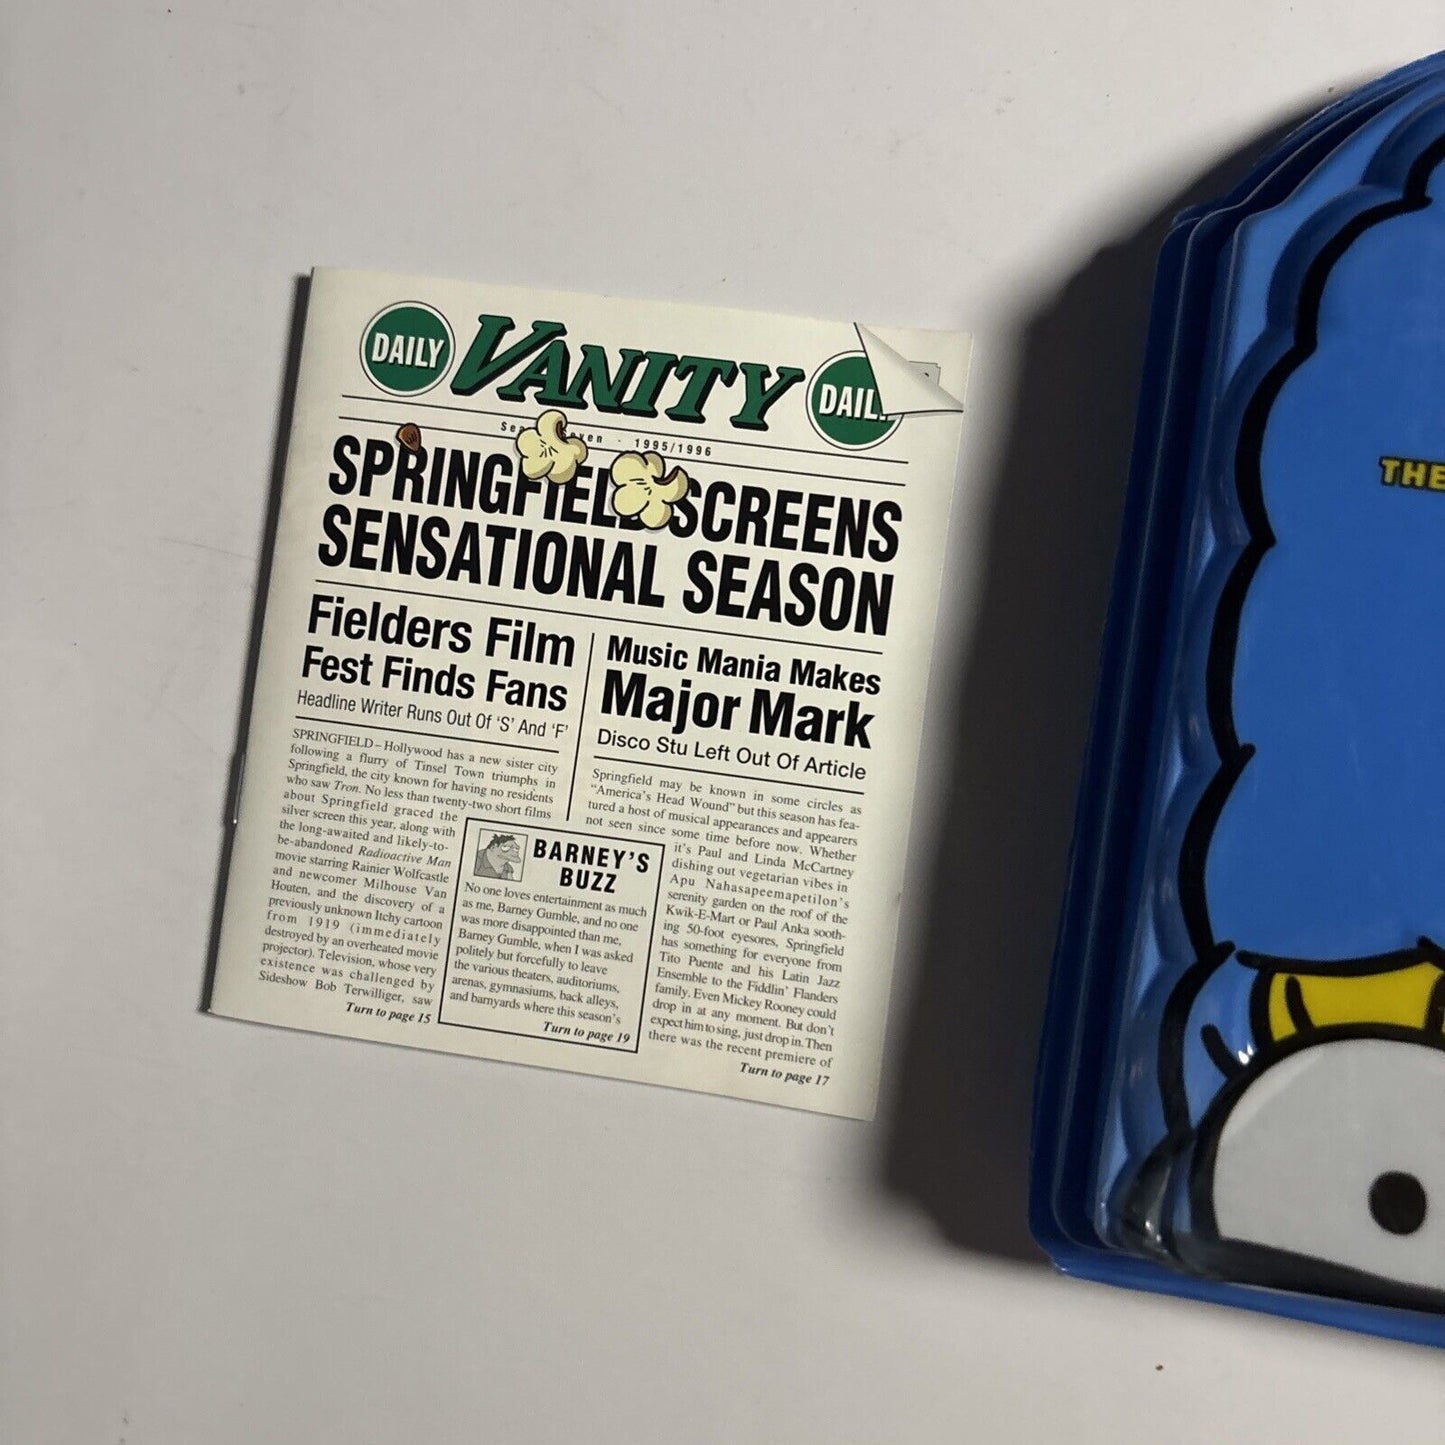 DAILY VANITY DAIL
1995/1996
SPRINGFIELD SCREENS
SENSATIONAL SEASON
Fielders Film
Fest Finds Fans
Headline Writer Runs Out Of ‘S’ And ‘F’
SPRINGFIELD – Hollywood has a new sister city
following a flurry of Tinsel Town triumphs in
Springfield, the city known for having no residents
who saw Tron. No less than twenty-two short films
about Springfield graced the
silver screen this year, along with
the long-awaited and likely-to-
be-abandoned Radioactive Man
movie starring Rainier Wolfcastle
and newcomer Milhouse Van
Houten, and the discovery of a
previously unknown Itchy cartoon
from 1919 (immediately
destroyed by an overheated movie
projector). Television, whose very
existence was challenged by
Sideshow Bob Terwilliger, saw
Turn to page 15
BARNEY’S
BUZZ
No one loves entertainment as much
as me, Barney Gumble, and no one
was more disappointed than me,
Barney Gumble, when I was asked
politely but forcefully to leave
the various theaters, auditoriums,
arenas, gymnasiums, back alleys,
and barnyards where this season’s
Turn to page 19
Music Mania Makes
Major Mark
Disco Stu Left Out Of Article
Springfield may be known in some circles as
“America’s Head Wound” but this season has fea-
tured a host of musical appearances and appearers
not seen since some time before now. Whether
it’s Paul and Linda McCartney
dishing out vegetarian vibes in
Apu Nahasapeemapetilon’s
serenity garden on the roof of the
Kwik-E-Mart or Paul Anka sooth-
ing 50-foot eyesores, Springfield
has something for everyone from
Tito Puente and his Latin Jazz
Ensemble to the Fiddlin’ Flanders
family. Even Mickey Rooney could
drop in at any moment. But don’t
expect him to sing, just drop in. Then
there was the recent premiere of
Turn to page 17
THE